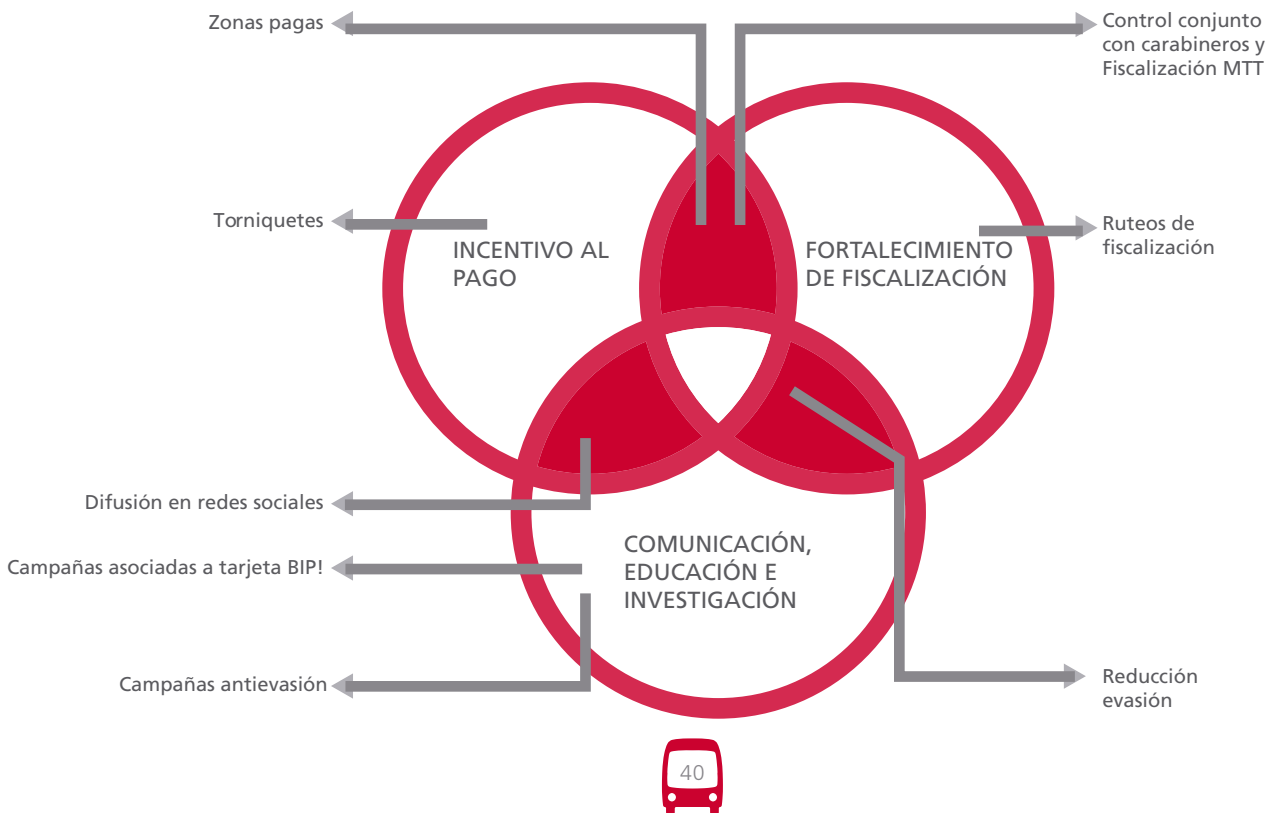 Zonas pagas
Control conjunto
con carabineros y
Fiscalización MTT
Torniquetes
Ruteos de
fiscalización
INCENTIVO AL
PAGO
FORTALECIMIENTO
DE FISCALIZACIÓN
Difusión en redes sociales
Campañas asociadas a tarjeta BIP!
Campañas antievasión
COMUNICACIÓN,
EDUCACIÓN E
INVESTIGACIÓN
Reducción
evasión
40